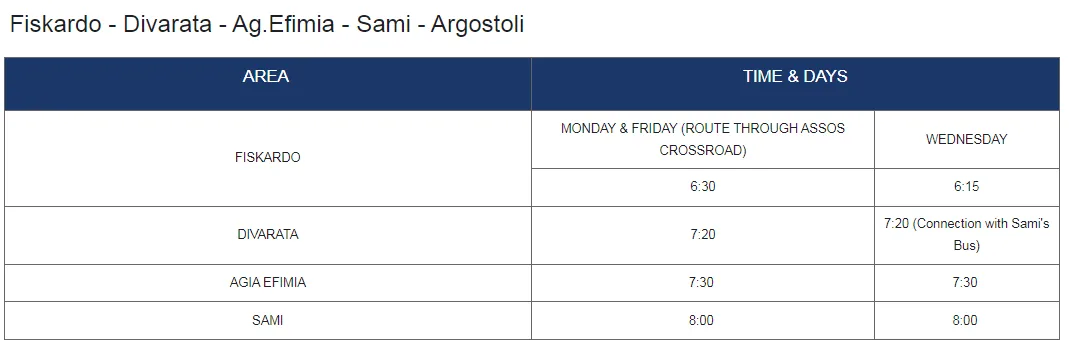 Fiskardo - Divarata - Ag.Efimia - Sami - Argostoli
AREA
TIME & DAYS
FISKARDO
MONDAY & FRIDAY (ROUTE THROUGH ASSOS
CROSSROAD)
WEDNESDAY
6:30
6:15
DIVARATA
7:20
7:20 (Connection with Sami's
Bus)
AGIA EFIMIA
7:30
7:30
SAMI
8:00
8:00